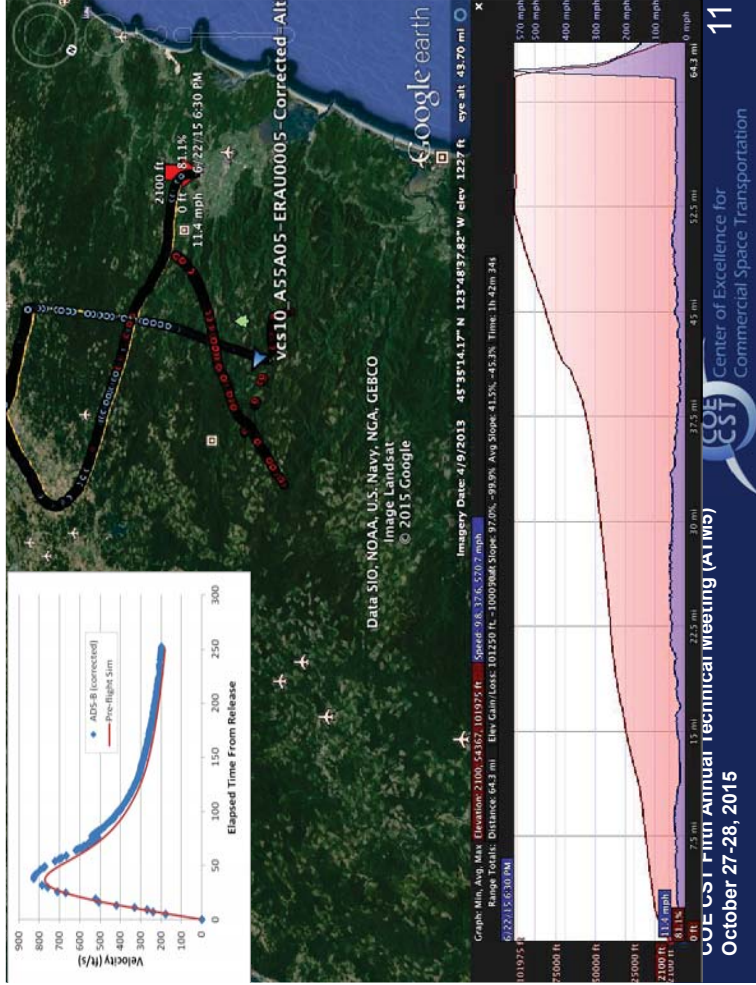 900
800
700
600
500
400
300
200
100
0
Velocity (ft/s)
0
50
100
150
200
250
300
Elapsed Time From Release
ADS-B (corrected)
Pre-flight Sim
2100 ft
0 ft 81.1%
11.4 mph 6/22/15 6:30 PM
vcs10_A55A05-ERAU0005-Corrected-Alt
Data SIO, NOAA, U.S. Navy, NGA, GEBCO
Image Landsat
© 2015 Google
Google earth
Imagery Date: 4/9/2013 45°35'14.17" N 123°48'37.82" W elev 1227 ft eye alt 43.70 mi
Graph: Min, Avg, Max Elevation: 2100, 54367, 101975 ft Speed: 9.8, 37.6, 570.7 mph
Range Totals: Distance: 64.3 mi Elev Gain/Loss: 101250 ft, -100098 ft Slope: 97.0%, -99.9% Avg Slope: 41.5%, -45.3% Time: 1h 42m 34s
6/22/15 6:30 PM
101975 ft
75000 ft
50000 ft
25000 ft
2100 ft
2100 ft
11.4 mph
81.1%
0 ft
7.5 mi
15 mi
22.5 mi
30 mi
37.5 mi
45 mi
52.5 mi
64.3 mi
570 mph
500 mph
400 mph
300 mph
200 mph
100 mph
0 mph
COE CST Fifth Annual Technical Meeting (ATM5)
October 27-28, 2015
COE
CST
Center of Excellence for
Commercial Space Transportation
11